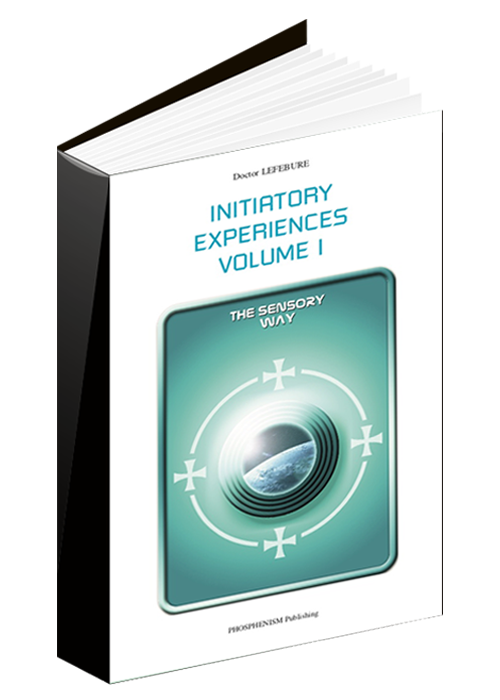 Doctor LEFEBURE
INITIATORY
EXPERIENCES
VOLUME I
THE SENSORY
WAY
PHOSPHENISM Publishing